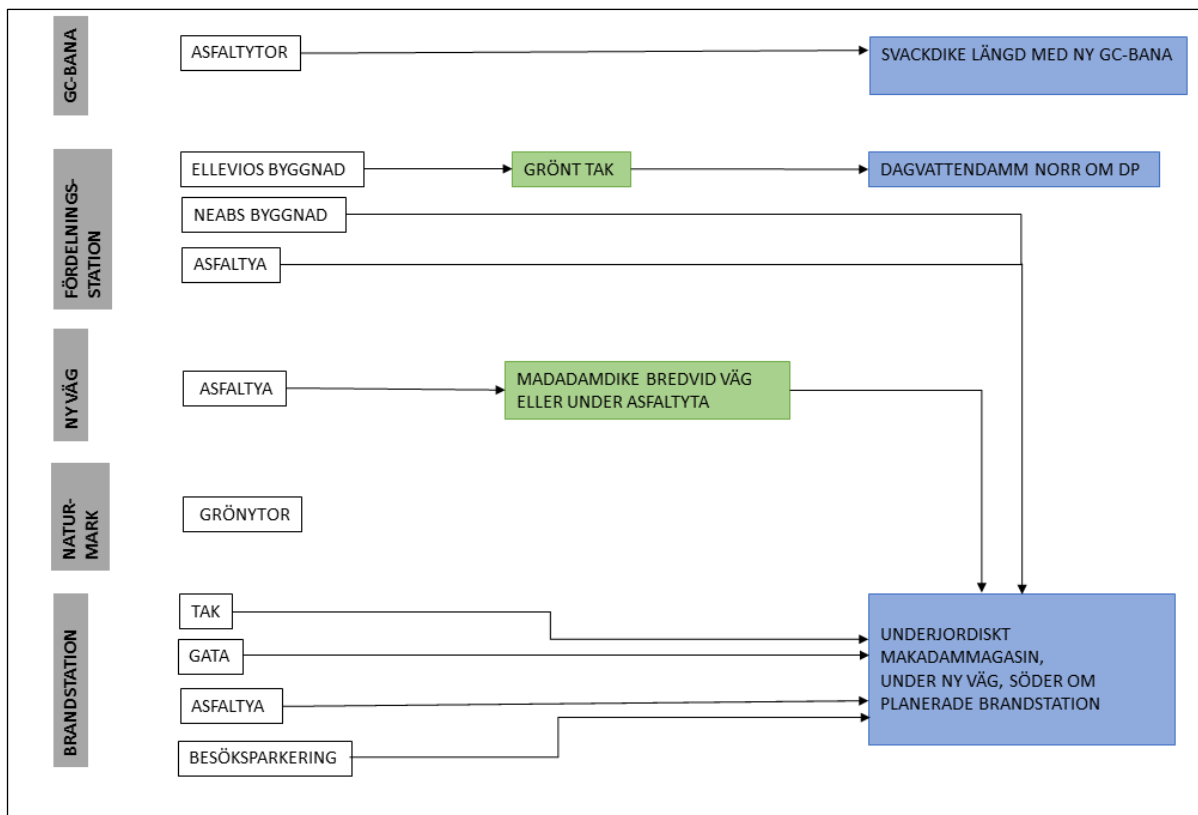 GC-BANA
ASFALTYTOR
SVACKDIKE LÄNGD MED NY GC-BANA
FÖRDELNINGS-
STATION
ELLEVIOS BYGGNAD
GRÖNT TAK
DAGVATTENDAMM NORR OM DP
NEABS BYGGNAD
ASFALTYA
NY VÄG
ASFALTYA
MADADAMDIKE BREDVID VÄG
ELLER UNDER ASFALTYTA
NATUR-
MARK
GRÖNYTOR
BRANDSTATION
TAK
GATA
ASFALTYA
BESÖKSPARKERING
UNDERJORDISKT
MAKADAMMAGASIN,
UNDER NY VÄG, SÖDER OM
PLANERADE BRANDSTATION